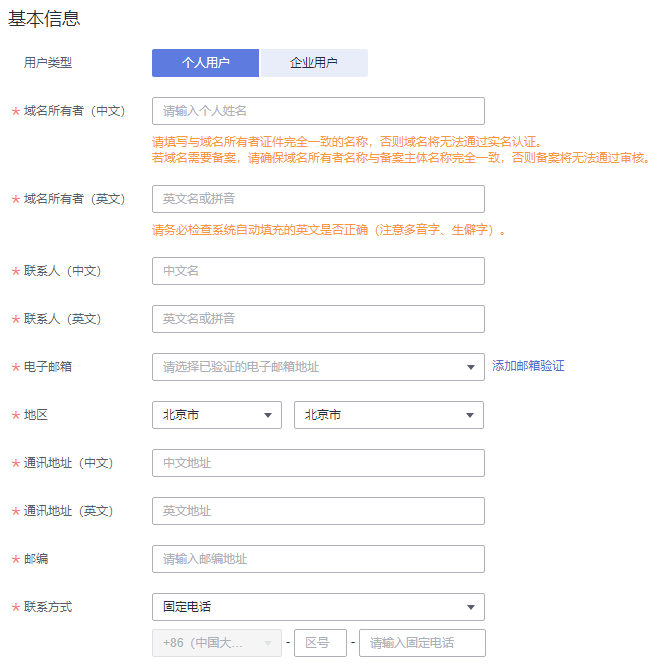 基本信息
用户类型 个人用户 企业用户
* 域名所有者（中文） 请输入个人姓名
请填写与域名所有者证件完全一致的名称，否则域名将无法通过实名认证。
若域名需要备案，请确保域名所有者名称与备案主体名称完全一致，否则备案将无法通过审核。
* 域名所有者（英文） 英文名或拼音
请务必检查系统自动填充的英文是否正确（注意多音字、生僻字）。
* 联系人（中文） 中文名
* 联系人（英文） 英文名或拼音
* 电子邮箱 请选择已验证的电子邮箱地址 添加邮箱验证
* 地区 北京市 北京市
* 通讯地址（中文） 中文地址
* 通讯地址（英文） 英文地址
* 邮编 请输入邮编地址
* 联系方式 固定电话
+86（中国大... - 区号 - 请输入固定电话